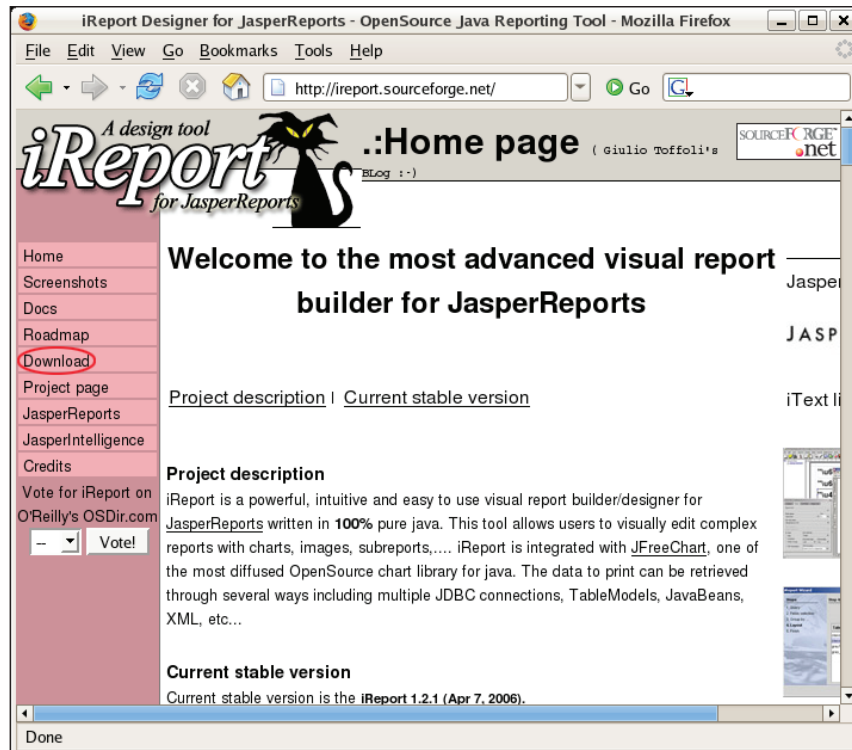 iReport Designer for JasperReports - OpenSource Java Reporting Tool - Mozilla Firefox
File Edit View Go Bookmarks Tools Help
http://ireport.sourceforge.net/
Go
G
A design tool
iReport
for JasperReports
.:Home page ( Giulio Toffoli's
BLog :-)
SOURCEFORGE
.net
Home
Screenshots
Docs
Roadmap
Download
Project page
JasperReports
JasperIntelligence
Credits
Vote for iReport on
O'Reilly's OSDir.com
--
Vote!
Welcome to the most advanced visual report
builder for JasperReports
Project description | Current stable version
Project description
iReport is a powerful, intuitive and easy to use visual report builder/designer for
JasperReports written in 100% pure java. This tool allows users to visually edit complex
reports with charts, images, subreports,.... iReport is integrated with JFreeChart, one of
the most diffused OpenSource chart library for java. The data to print can be retrieved
through several ways including multiple JDBC connections, TableModels, JavaBeans,
XML, etc...
Current stable version
Current stable version is the iReport 1.2.1 (Apr 7, 2006).
Jasper
JASP
iText li
Done